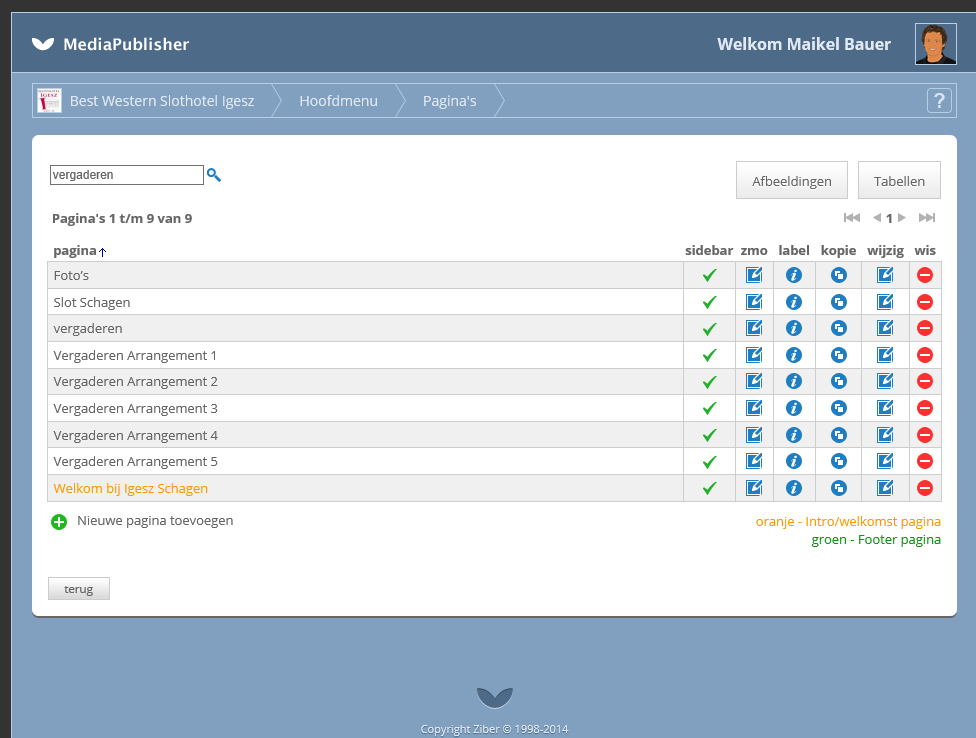 MediaPublisher
Welkom Maikel Bauer
IGESZ
Best Western Slothotel Igesz
Hoofdmenu
Pagina's
?
vergaderen
Afbeeldingen
Tabellen
Pagina's 1 t/m 9 van 9
1
pagina sidebar zmo label kopie wijzig wis
Foto's
Slot Schagen
vergaderen
Vergaderen Arrangement 1
Vergaderen Arrangement 2
Vergaderen Arrangement 3
Vergaderen Arrangement 4
Vergaderen Arrangement 5
Welkom bij Igesz Schagen
Nieuwe pagina toevoegen
oranje - Intro/welkomst pagina
groen - Footer pagina
terug
Copyright Ziber © 1998-2014